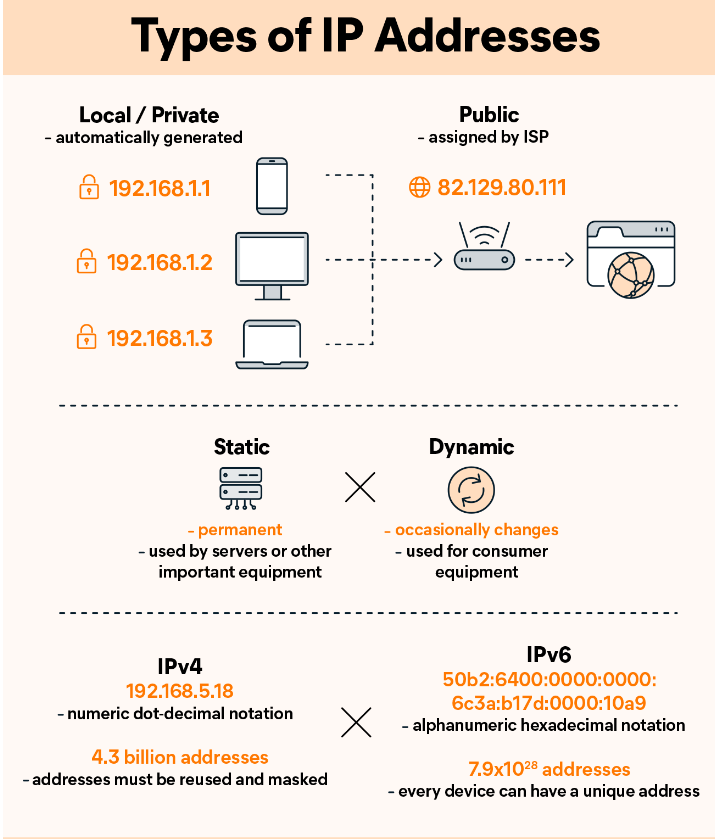 Types of IP Addresses
Local / Private
- automatically generated
192.168.1.1
192.168.1.2
192.168.1.3
Public
- assigned by ISP
82.129.80.111
Static
- permanent
- used by servers or other
important equipment
Dynamic
- occasionally changes
- used for consumer
equipment
IPv4
192.168.5.18
- numeric dot-decimal notation
4.3 billion addresses
- addresses must be reused and masked
IPv6
50b2:6400:0000:0000:
6c3a:b17d:0000:10a9
- alphanumeric hexadecimal notation
7.9x10²⁸ addresses
- every device can have a unique address